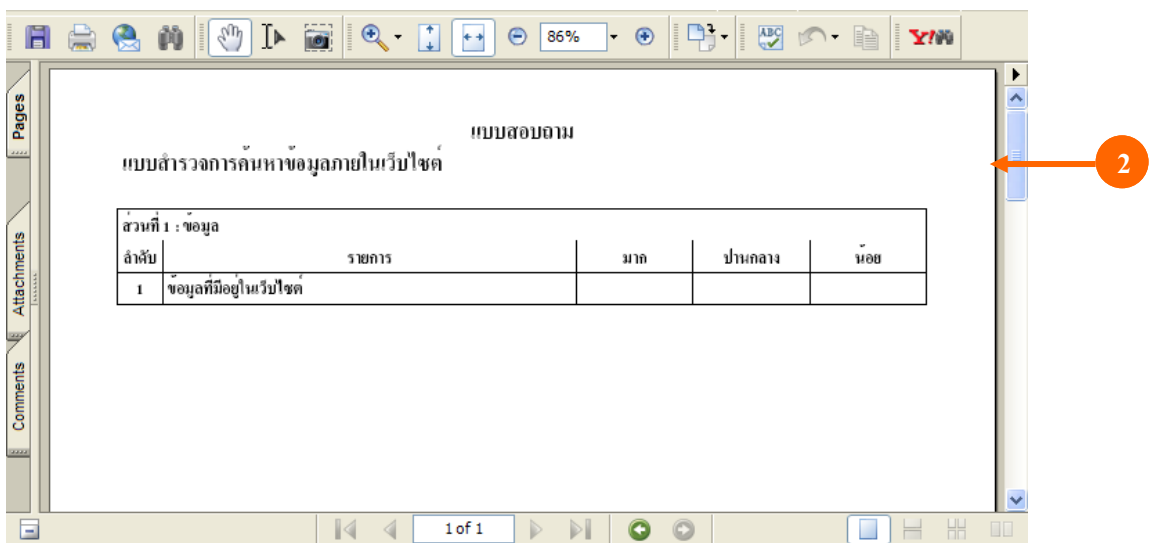 86%
ABC
Y!
Pages
แบบสอบถาม
แบบสำรวจการค้นหาข้อมูลภายในเว็บไซต์
2
Attachments
ส่วนที่ 1 : ข้อมูล
ลำดับ รายการ มาก ปานกลาง น้อย
1 ข้อมูลที่มีอยู่ในเว็บไซต์
Comments
1 of 1